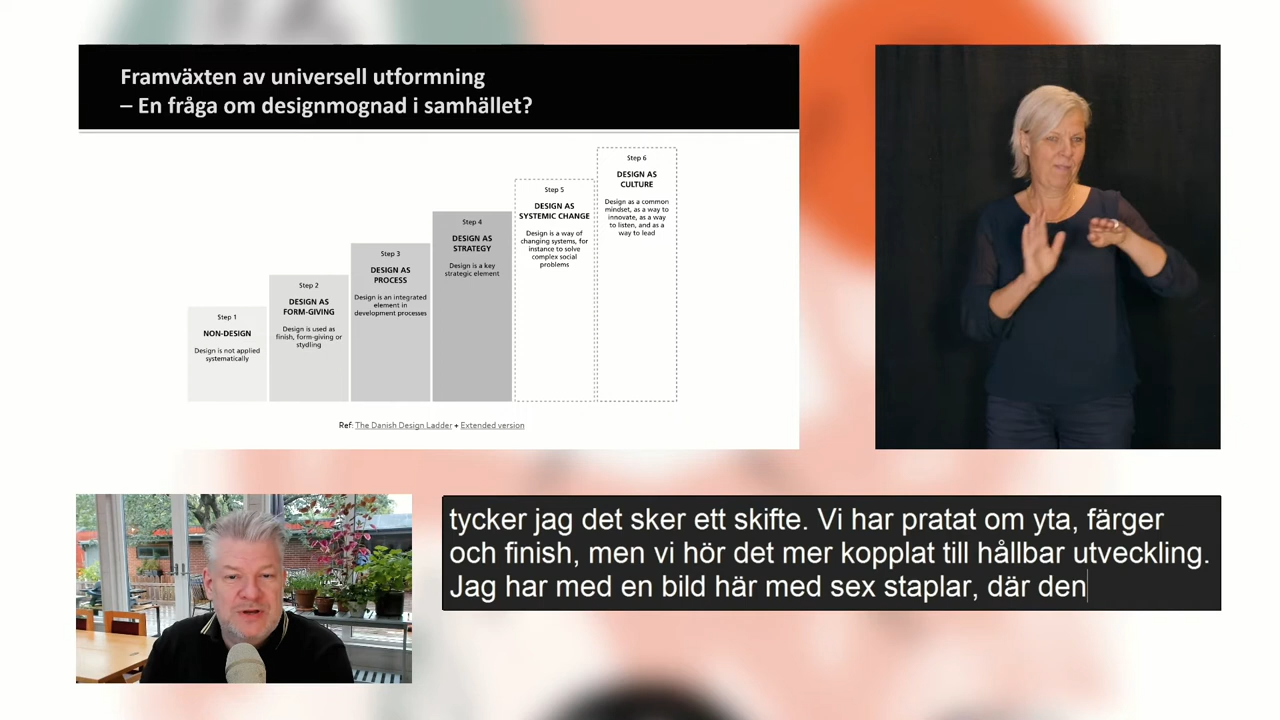 Framväxten av universell utformning
– En fråga om designmognad i samhället?
Step 1
NON-DESIGN
Design is not applied
systematically
Step 2
DESIGN AS
FORM-GIVING
Design is used as
finish, form-giving or
stydling
Step 3
DESIGN AS
PROCESS
Design is an integrated
element in
development processes
Step 4
DESIGN AS
STRATEGY
Design is a key
strategic element
Step 5
DESIGN AS
SYSTEMIC CHANGE
Design is a way of
changing systems, for
instance to solve
complex social
problems
Step 6
DESIGN AS
CULTURE
Design as a common
mindset, as a way to
innovate, as a way
to listen, and as a
way to lead
Ref: The Danish Design Ladder + Extended version
tycker jag det sker ett skifte. Vi har pratat om yta, färger
och finish, men vi hör det mer kopplat till hållbar utveckling.
Jag har med en bild här med sex staplar, där den